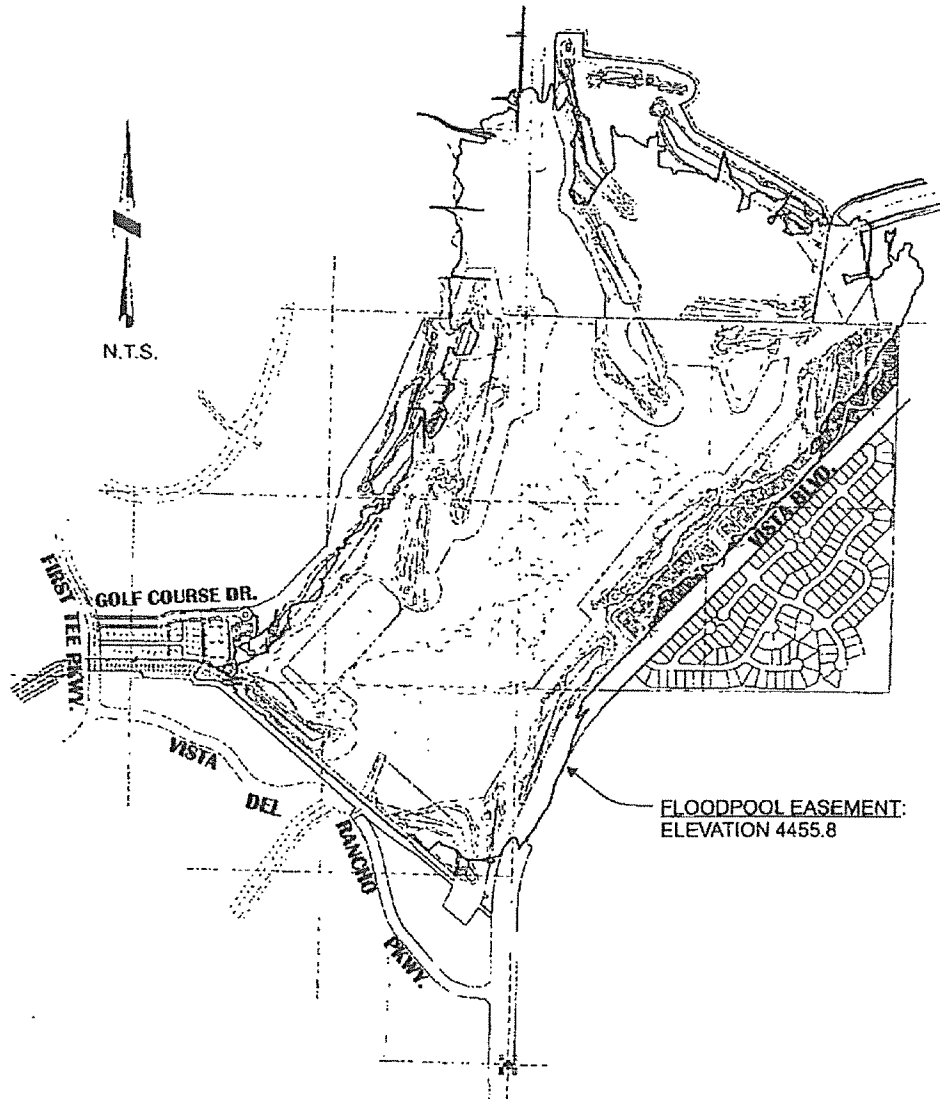 N.T.S.
VISTA BLVD.
FIRST TEE PKWY.
GOLF COURSE DR.
VISTA
DEL
RANCHO
PKWY.
FLOODPOOL EASEMENT:
ELEVATION 4455.8